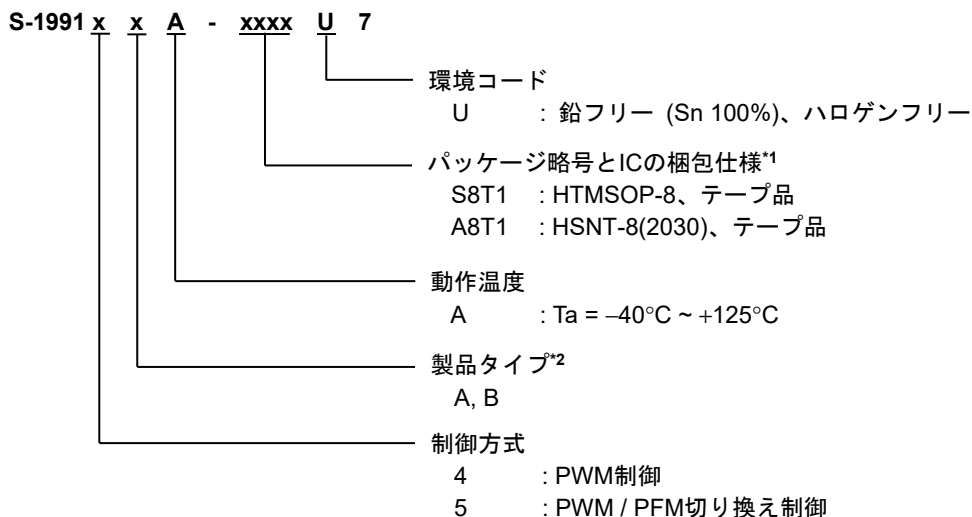 S-1991 x x A - xxxx U 7
環境コード
U : 鉛フリー (Sn 100%)、ハロゲンフリー
パッケージ略号とICの梱包仕様*1
S8T1 : HTMSOP-8、テープ品
A8T1 : HSNT-8(2030)、テープ品
動作温度
A : Ta = −40°C ~ +125°C
製品タイプ*2
A, B
制御方式
4 : PWM制御
5 : PWM / PFM切り換え制御